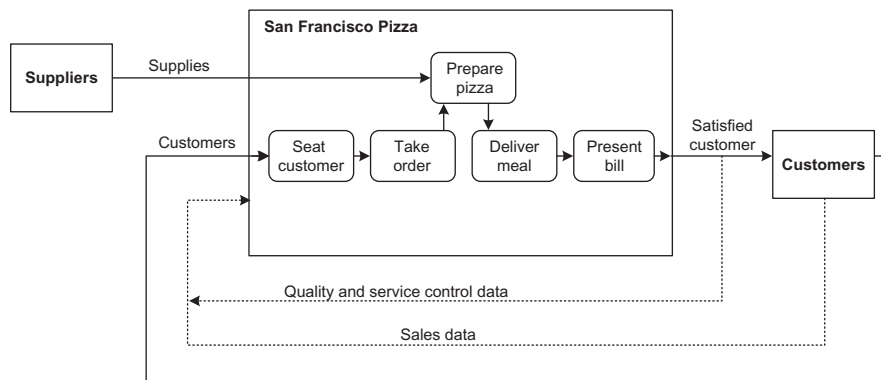 San Francisco Pizza
Suppliers
Supplies
Prepare
pizza
Customers
Seat
customer
Take
order
Deliver
meal
Present
bill
Satisfied
customer
Customers
Quality and service control data
Sales data